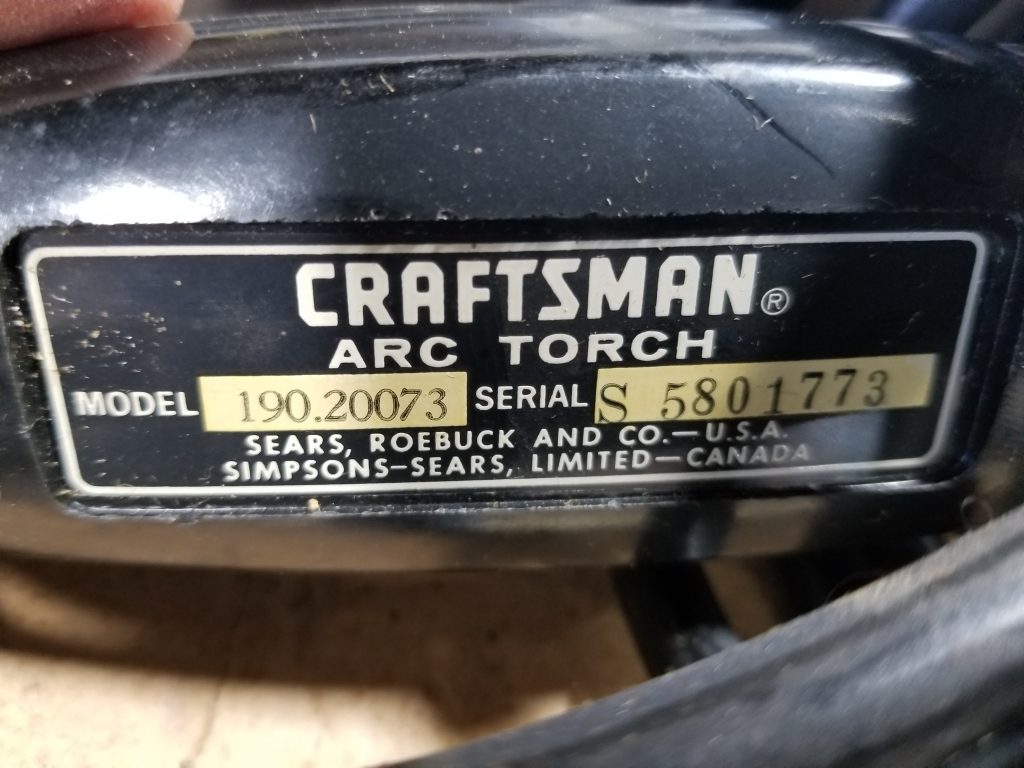 CRAFTSMAN®
ARC TORCH
MODEL 190.20073 SERIAL S 5801773
SEARS, ROEBUCK AND CO.—U.S.A.
SIMPSONS—SEARS, LIMITED—CANADA